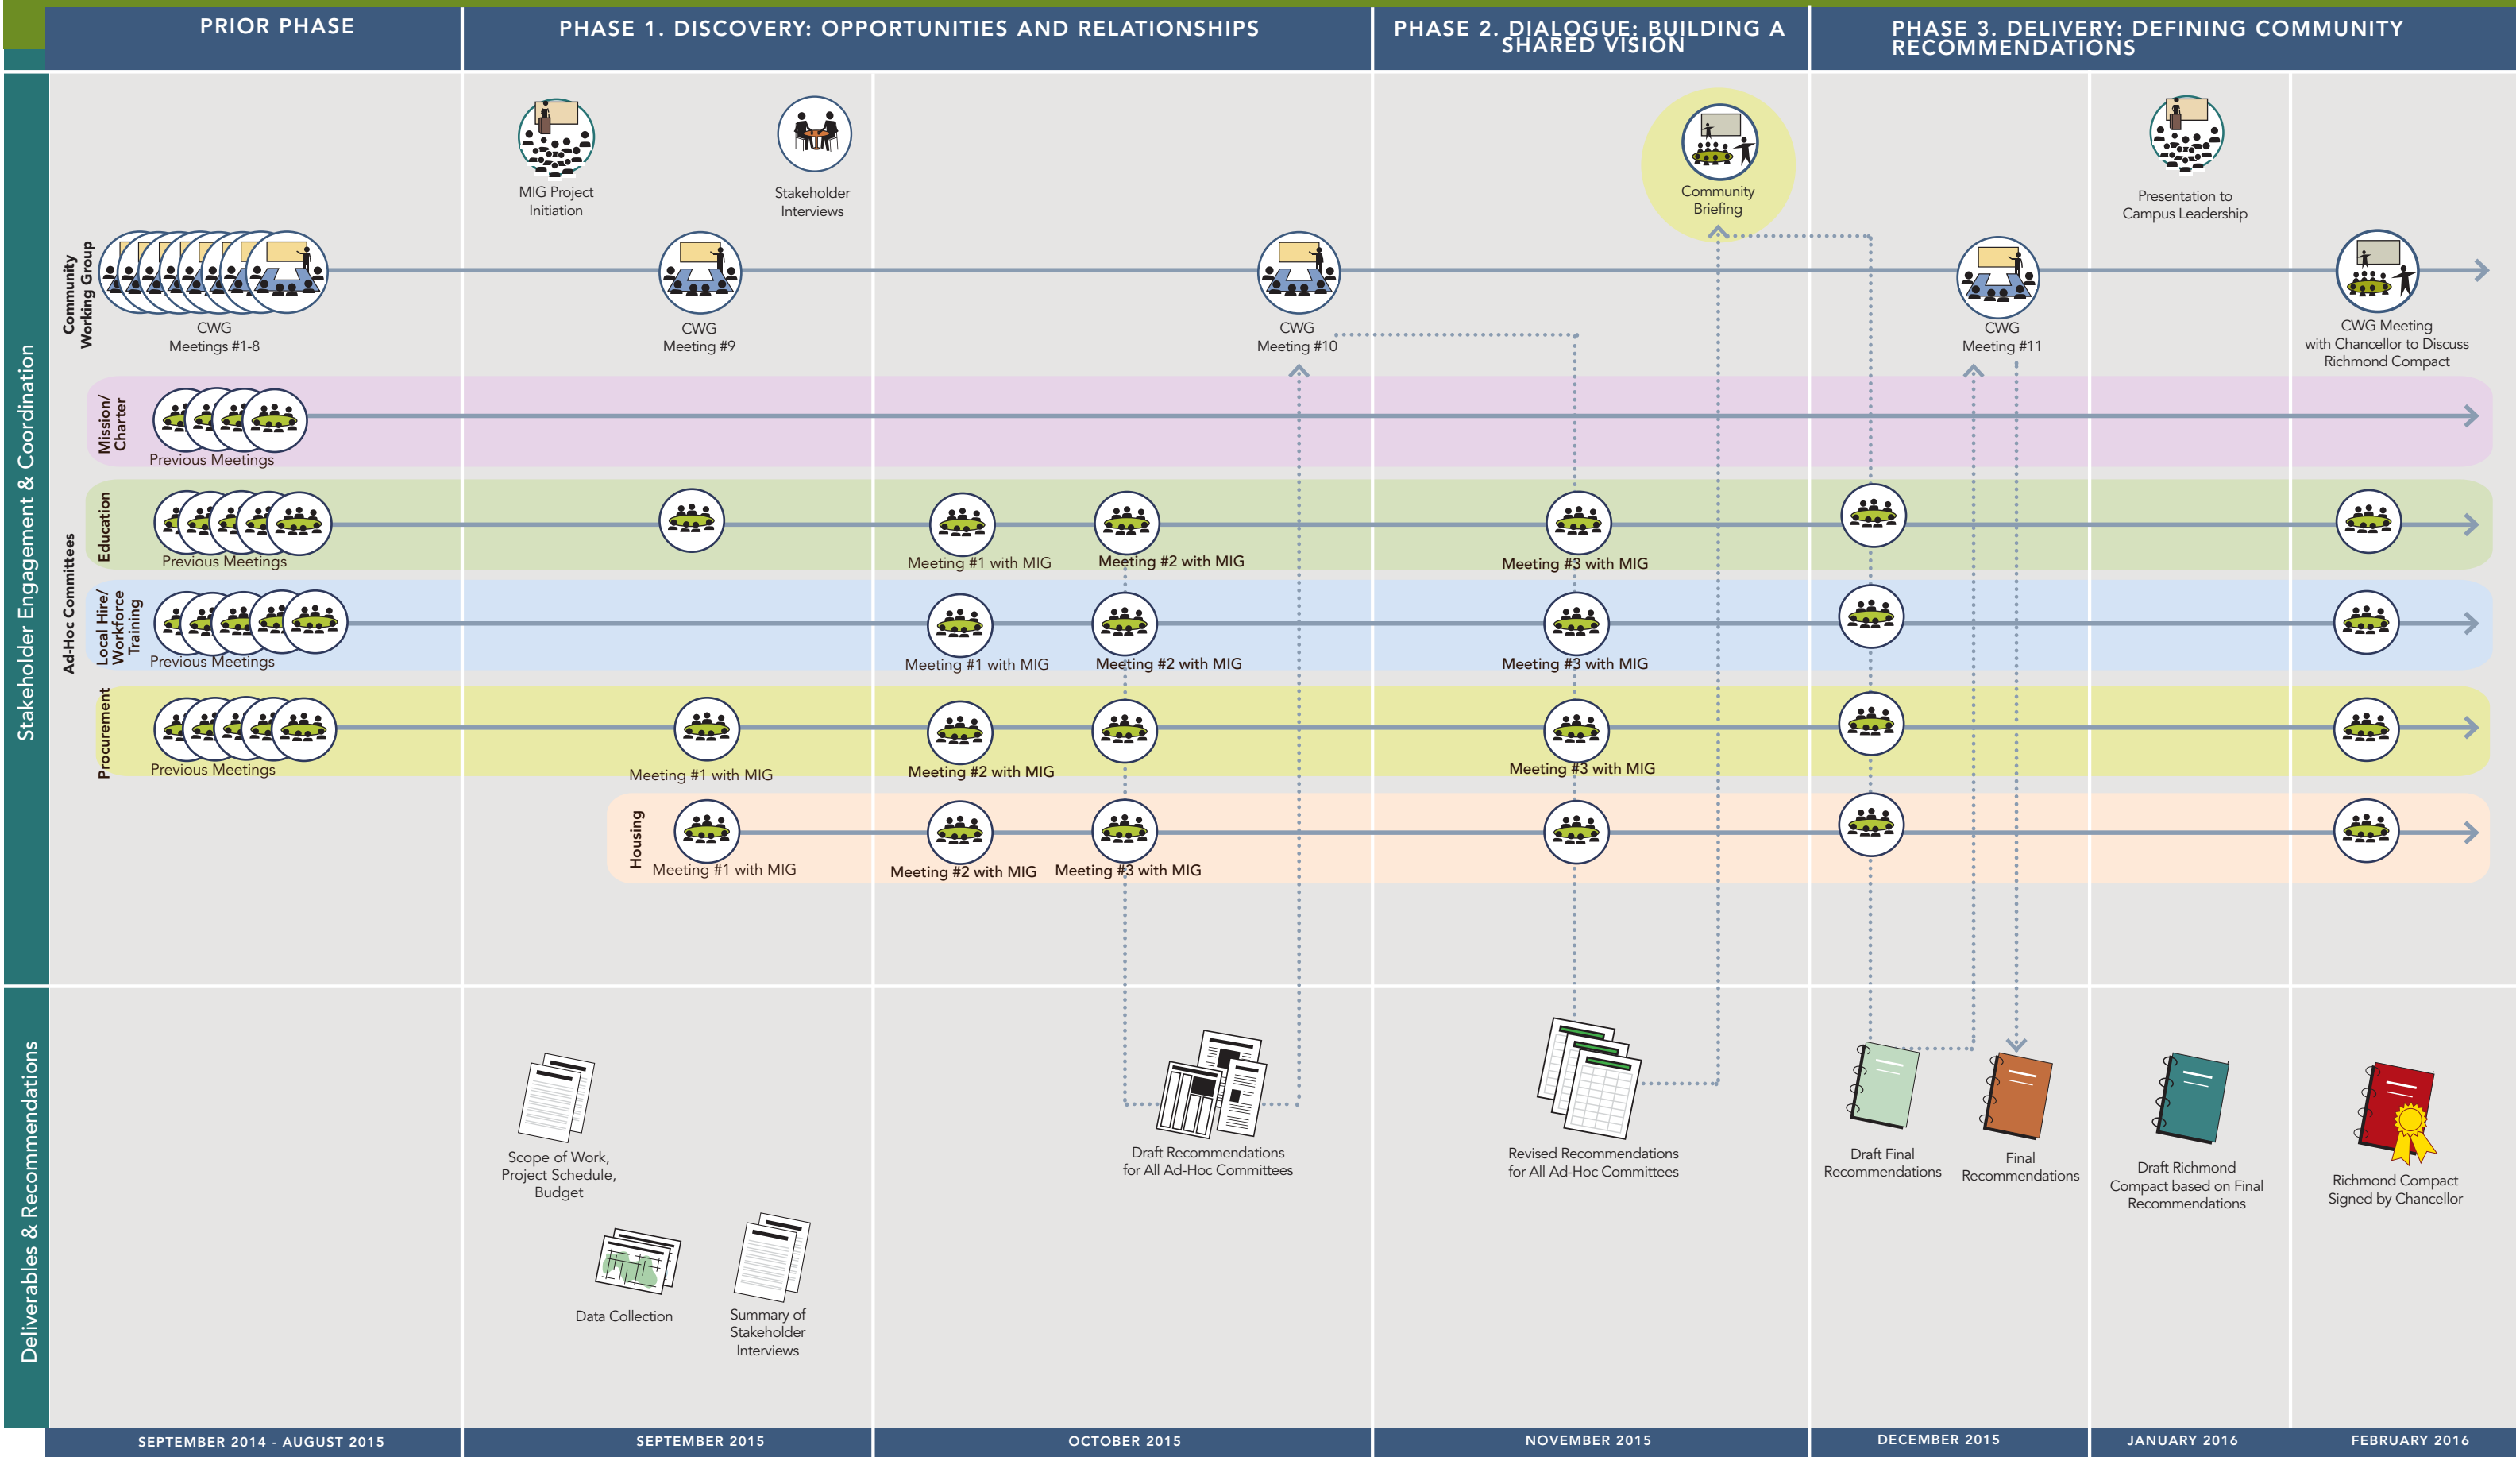 PRIOR PHASE
PHASE 1. DISCOVERY: OPPORTUNITIES AND RELATIONSHIPS
PHASE 2. DIALOGUE: BUILDING A
SHARED VISION
PHASE 3. DELIVERY: DEFINING COMMUNITY
RECOMMENDATIONS
Stakeholder Engagement & Coordination
MIG Project
Initiation
Stakeholder
Interviews
Community
Briefing
Presentation to
Campus Leadership
Community
Working Group
CWG
Meetings #1-8
CWG
Meeting #9
CWG
Meeting #10
CWG
Meeting #11
CWG Meeting
with Chancellor to Discuss
Richmond Compact
Ad-Hoc Committees
Mission/
Charter
Previous Meetings
Education
Previous Meetings
Meeting #1 with MIG
Meeting #2 with MIG
Meeting #3 with MIG
Local Hire/
Workforce
Training
Previous Meetings
Meeting #1 with MIG
Meeting #2 with MIG
Meeting #3 with MIG
Procurement
Previous Meetings
Meeting #1 with MIG
Meeting #2 with MIG
Meeting #3 with MIG
Housing
Meeting #1 with MIG
Meeting #2 with MIG
Meeting #3 with MIG
Deliverables & Recommendations
Scope of Work,
Project Schedule,
Budget
Data Collection
Summary of
Stakeholder
Interviews
Draft Recommendations
for All Ad-Hoc Committees
Revised Recommendations
for All Ad-Hoc Committees
Draft Final
Recommendations
Final
Recommendations
Draft Richmond
Compact based on Final
Recommendations
Richmond Compact
Signed by Chancellor
SEPTEMBER 2014 - AUGUST 2015
SEPTEMBER 2015
OCTOBER 2015
NOVEMBER 2015
DECEMBER 2015
JANUARY 2016
FEBRUARY 2016